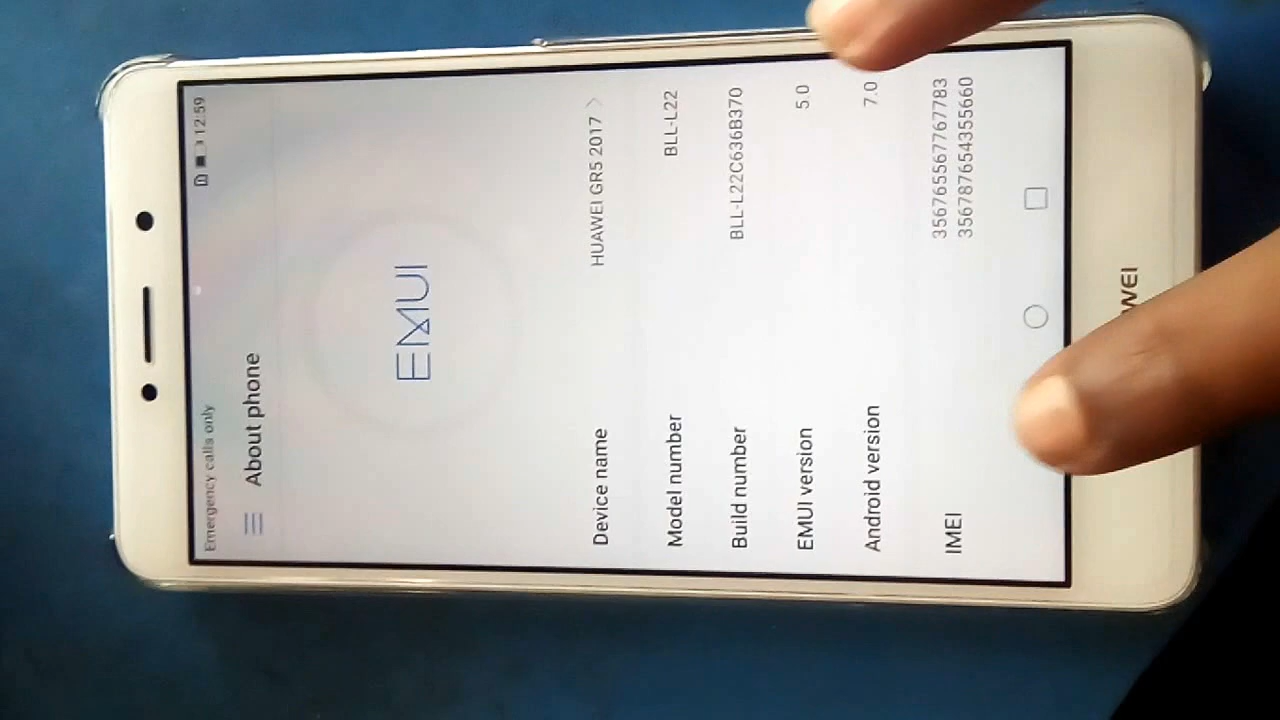 Emergency calls only 12:59
About phone
EMUI
Device name HUAWEI GR5 2017
Model number BLL-L22
Build number BLL-L22C636B370
EMUI version 5.0
Android version 7.0
IMEI 356765567767783
356787654355660
WEI